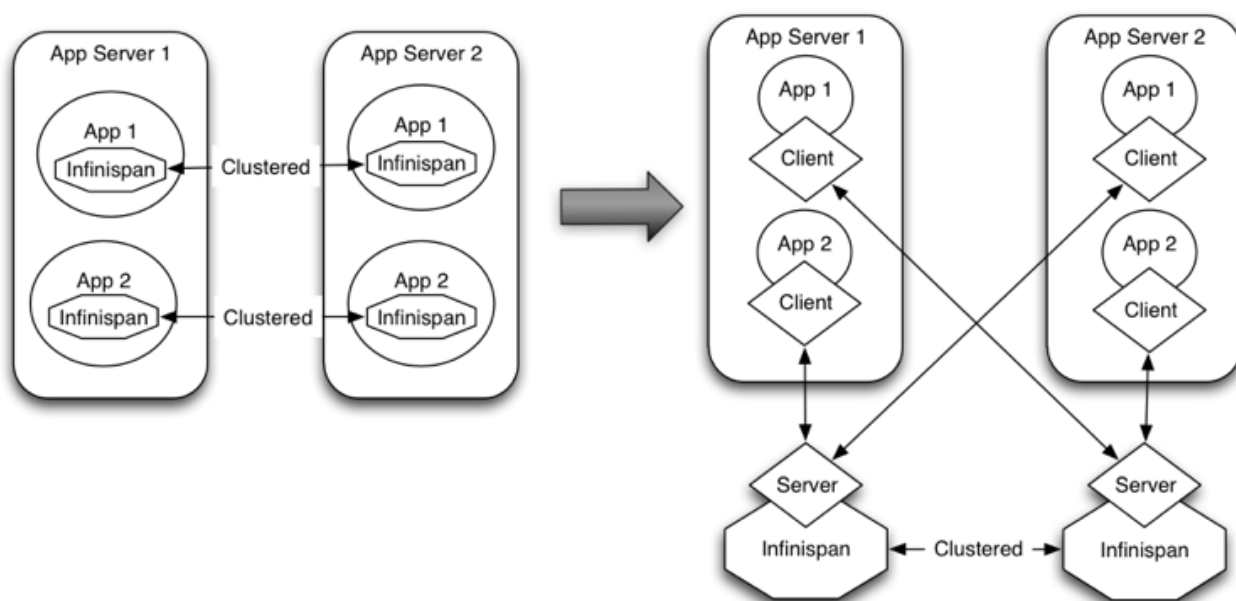 App Server 1
App 1
Infinispan
App 2
Infinispan
Clustered
Clustered
App Server 2
App 1
Infinispan
App 2
Infinispan
App Server 1
App 1
Client
App 2
Client
App Server 2
App 1
Client
App 2
Client
Server
Infinispan
Clustered
Server
Infinispan